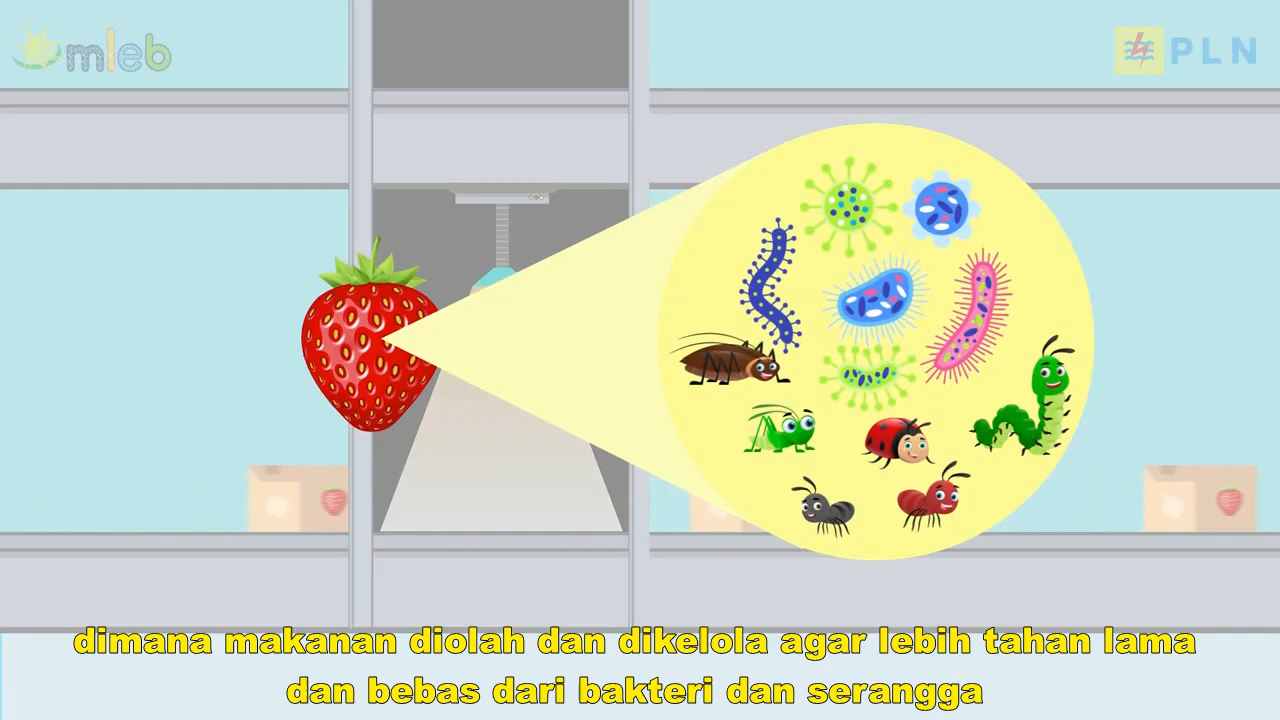 mleb
PLN
dimana makanan diolah dan dikelola agar lebih tahan lama
dan bebas dari bakteri dan serangga